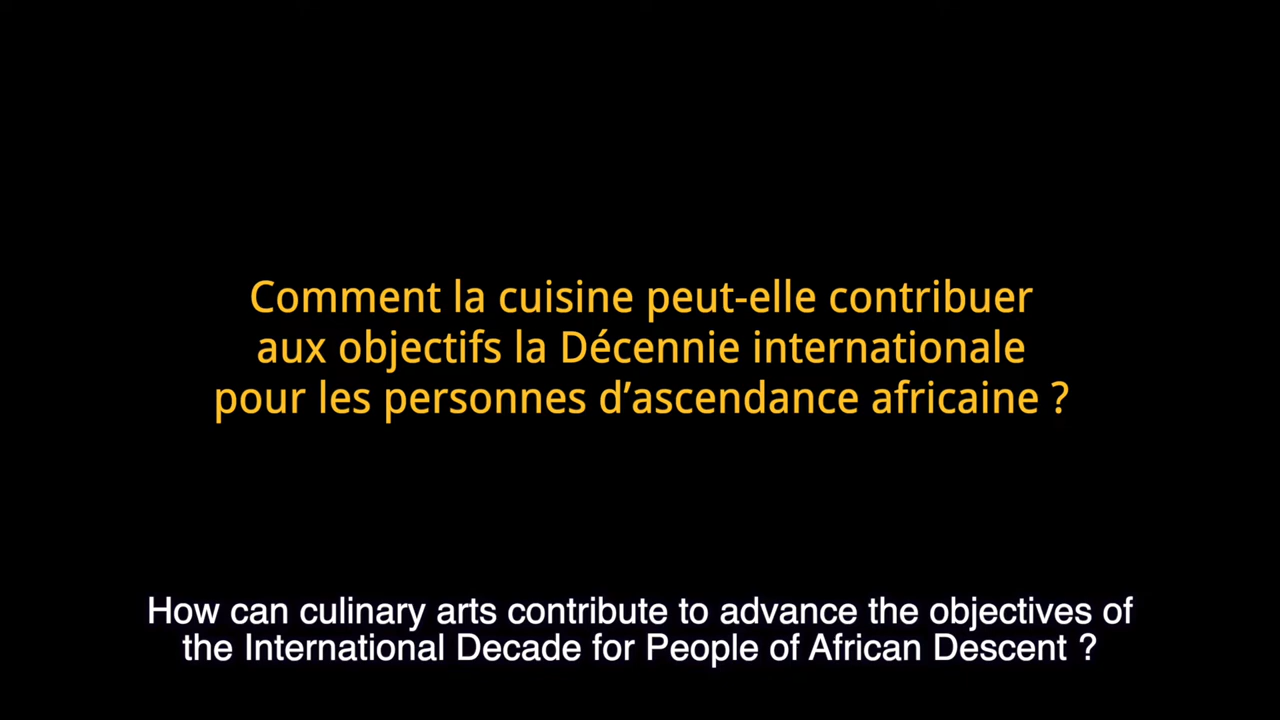 Comment la cuisine peut-elle contribuer
aux objectifs la Décennie internationale
pour les personnes d’ascendance africaine ?
How can culinary arts contribute to advance the objectives of
the International Decade for People of African Descent ?